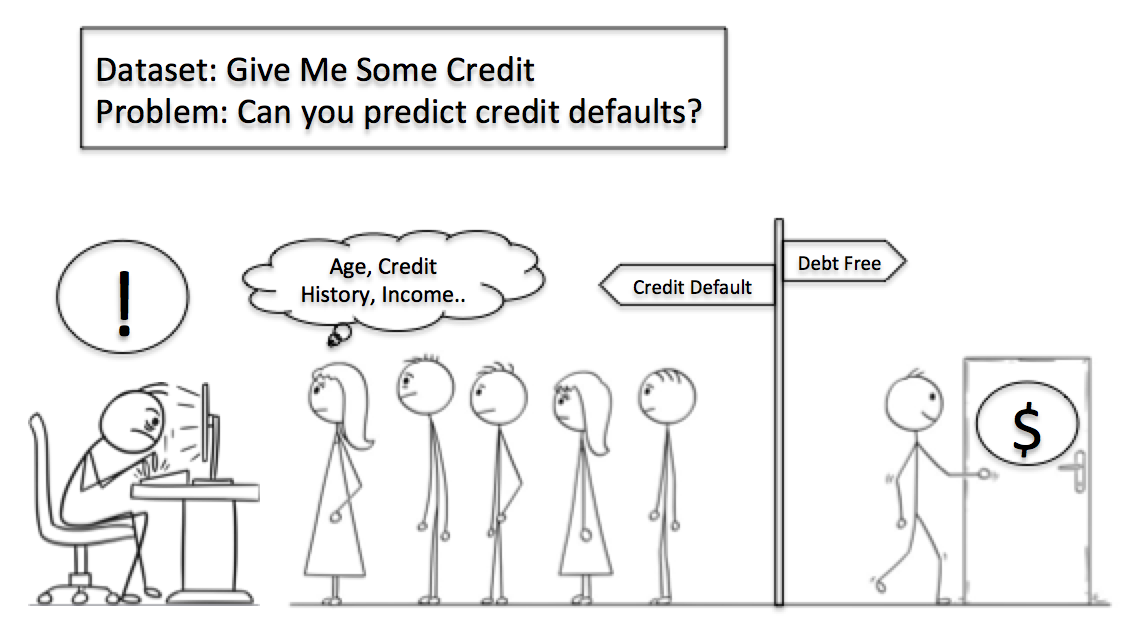 Dataset: Give Me Some Credit
Problem: Can you predict credit defaults?
!
Age, Credit
History, Income..
Credit Default
Debt Free
$